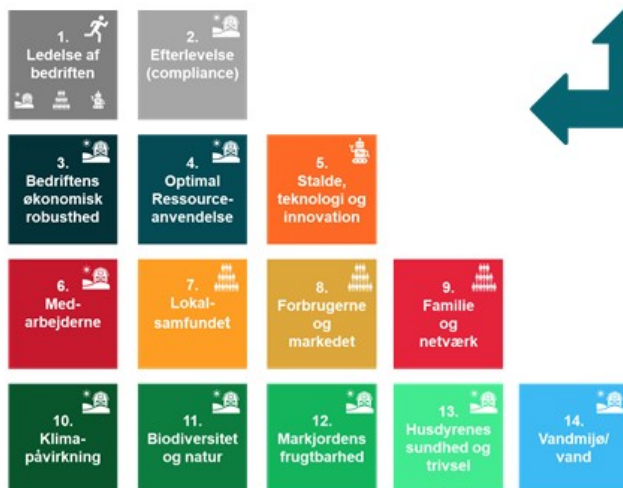 1.
Ledelse af
bedriften
2.
Efterlevelse
(compliance)
3.
Bedriftens
økonomisk
robusthed
4.
Optimal
Ressource-
anvendelse
5.
Stalde,
teknologi og
innovation
6.
Med-
arbejderne
7.
Lokal-
samfundet
8.
Forbrugerne
og
markedet
9.
Familie
og
netværk
10.
Klima-
påvirkning
11.
Biodiversitet
og natur
12.
Markjordens
frugtbarhed
13.
Husdyrenes
sundhed og
trivsel
14.
Vandmijø/
vand